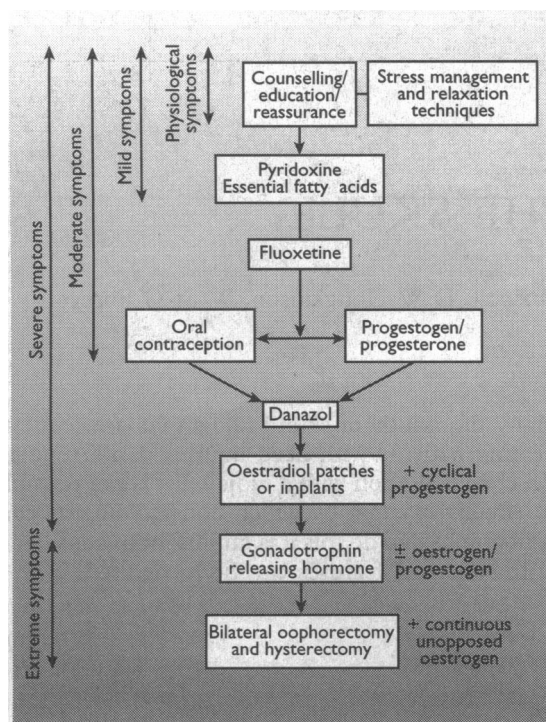 Physiological
symptoms
Mild symptoms
Moderate symptoms
Severe symptoms
Extreme symptoms
Counselling/
education/
reassurance
Stress management
and relaxation
techniques
Pyridoxine
Essential fatty acids
Fluoxetine
Oral
contraception
Progestogen/
progesterone
Danazol
Oestradiol patches
or implants
+ cyclical
progestogen
Gonadotrophin
releasing hormone
± oestrogen/
progestogen
Bilateral oophorectomy
and hysterectomy
+ continuous
unopposed
oestrogen